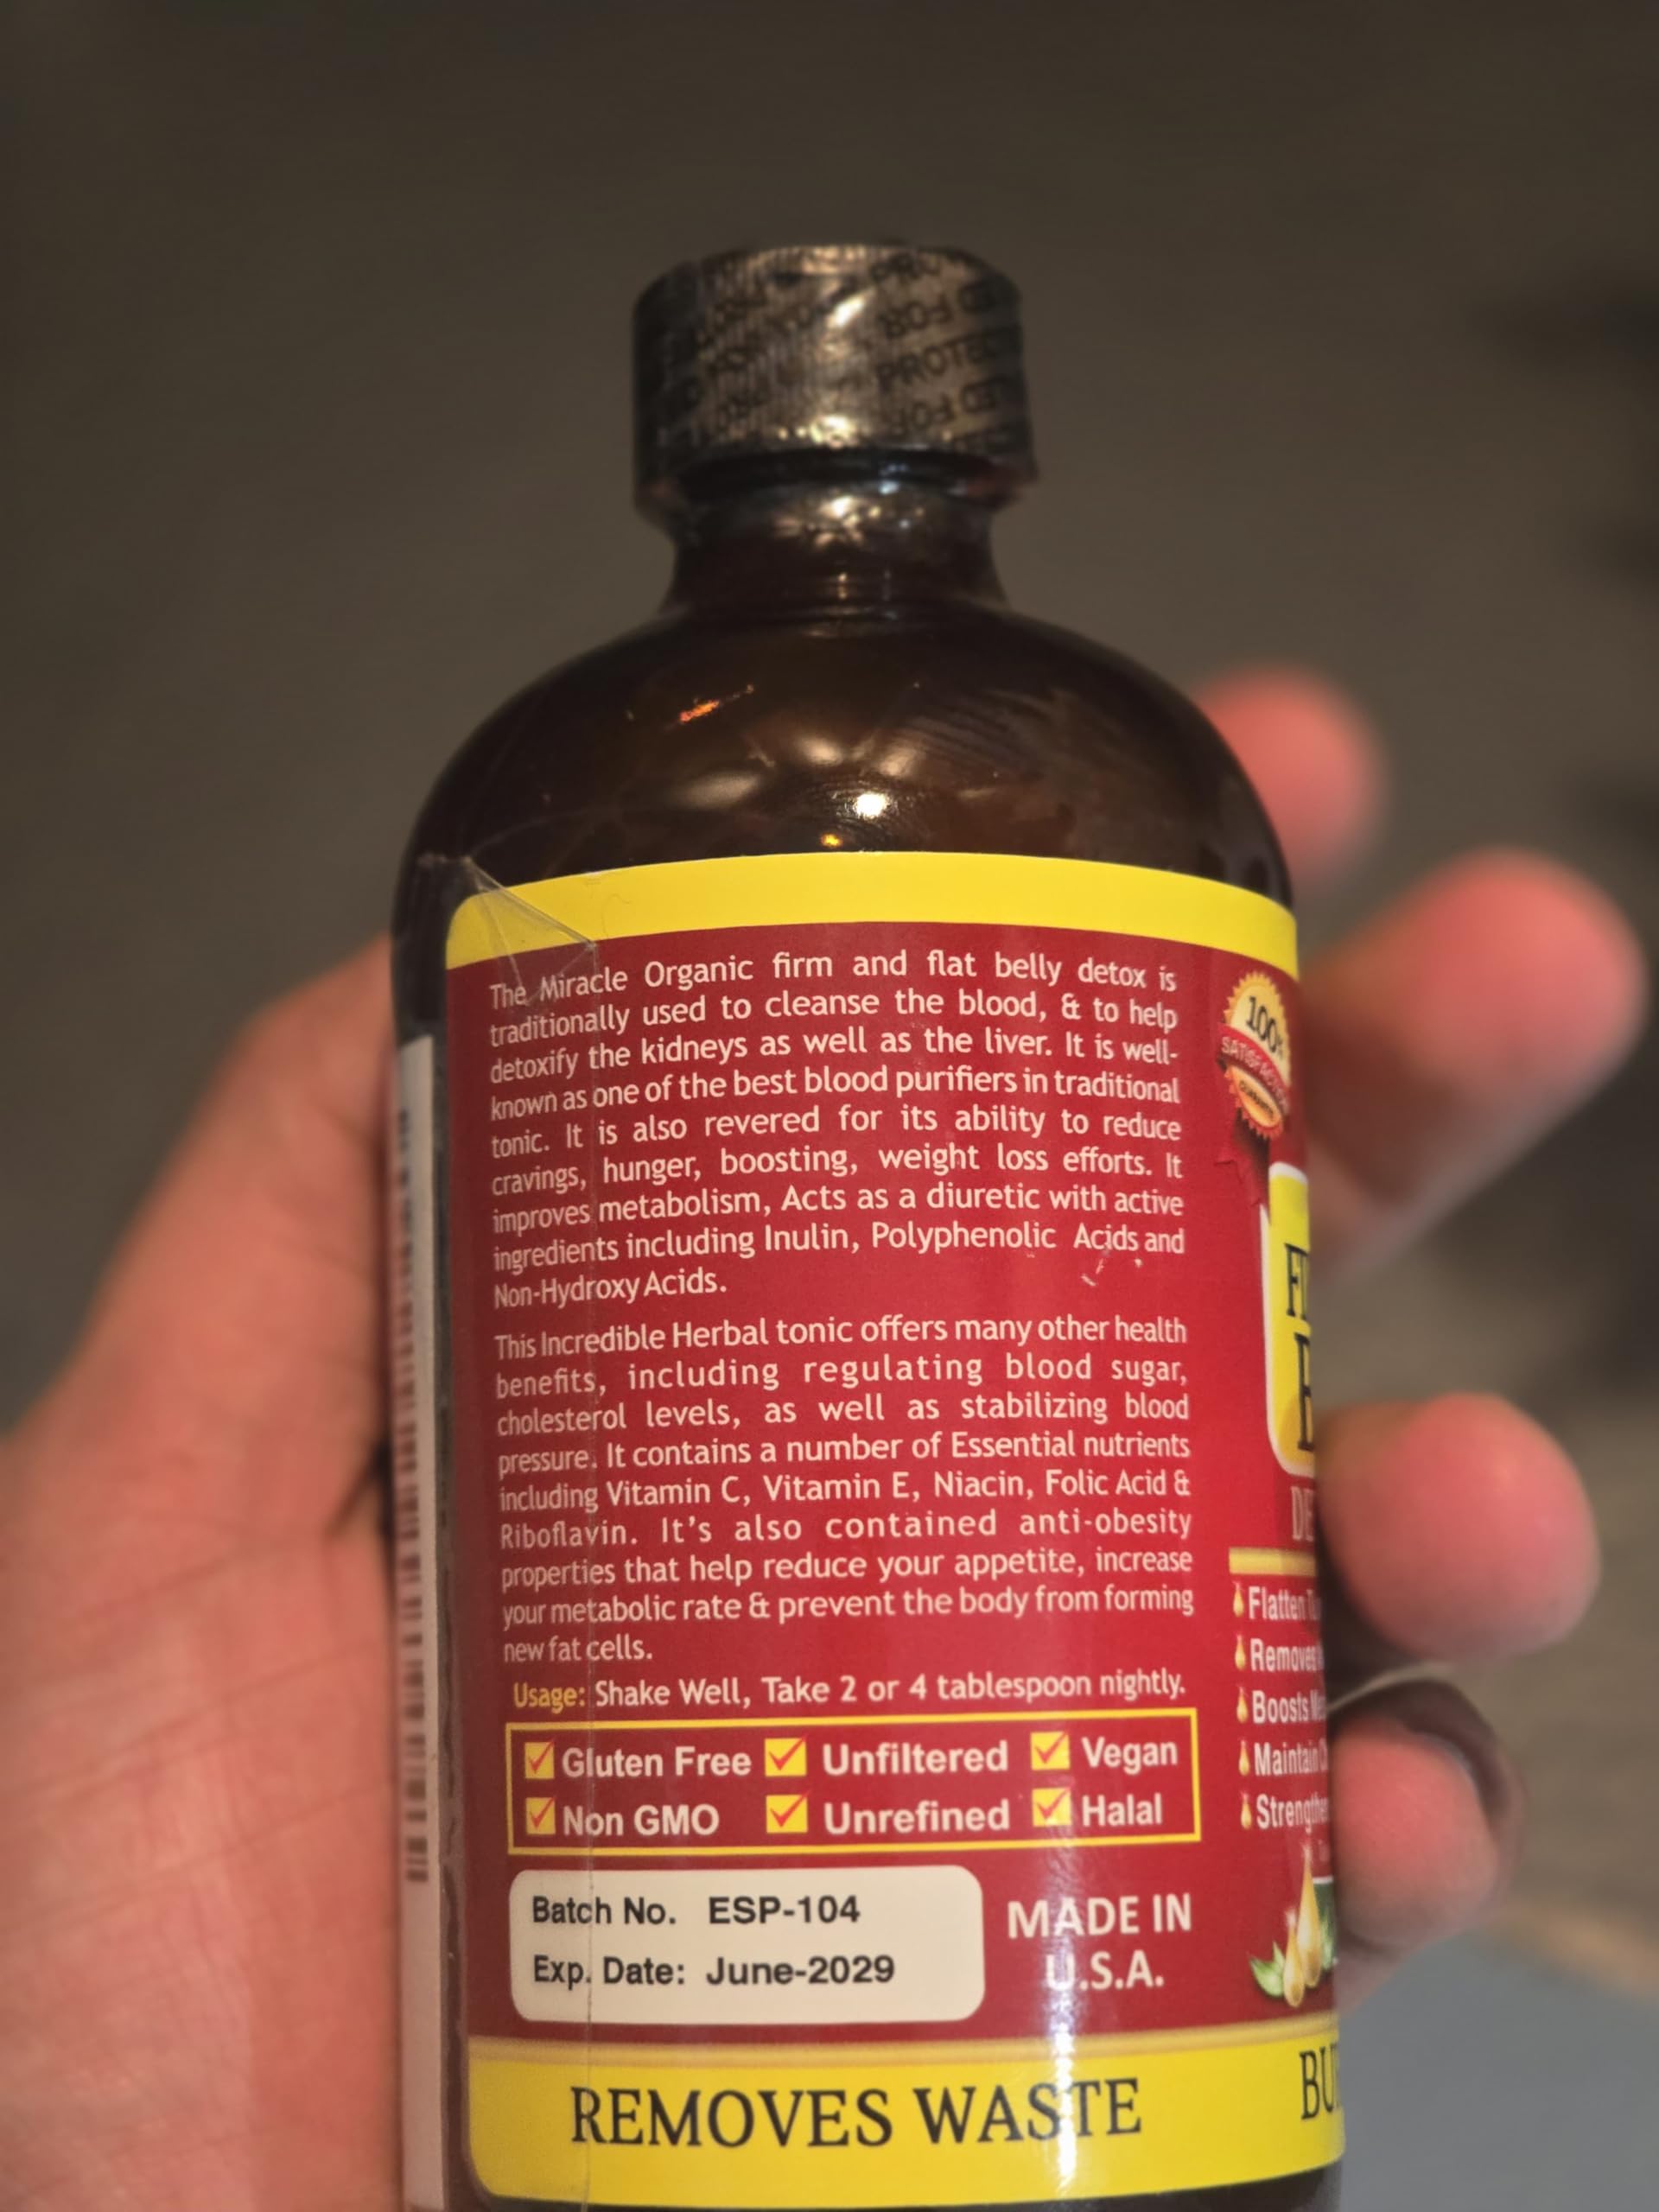 PROTEC
FOR
The Miracle Organic firm and flat belly detox is
traditionally used to cleanse the blood, & to help
detoxify the kidneys as well as the liver. It is well-
known as one of the best blood purifiers in traditional
tonic. It is also revered for its ability to reduce
cravings, hunger, boosting, weight loss efforts. It
improves metabolism, Acts as a diuretic with active
ingredients including Inulin, Polyphenolic Acids and
Non-Hydroxy Acids.
This Incredible Herbal tonic offers many other health
benefits, including regulating blood sugar,
cholesterol levels, as well as stabilizing blood
pressure. It contains a number of Essential nutrients
including Vitamin C, Vitamin E, Niacin, Folic Acid &
Riboflavin. It's also contained anti-obesity
properties that help reduce your appetite, increase
your metabolic rate & prevent the body from forming
new fat cells.
Usage: Shake Well, Take 2 or 4 tablespoon nightly.
Gluten Free Unfiltered Vegan
Non GMO Unrefined Halal
Batch No. ESP-104
Exp. Date: June-2029
MADE IN
U.S.A.
REMOVES WASTE
100%
Flatten
Removes
Boosts
Maintain
Strengthen
BU